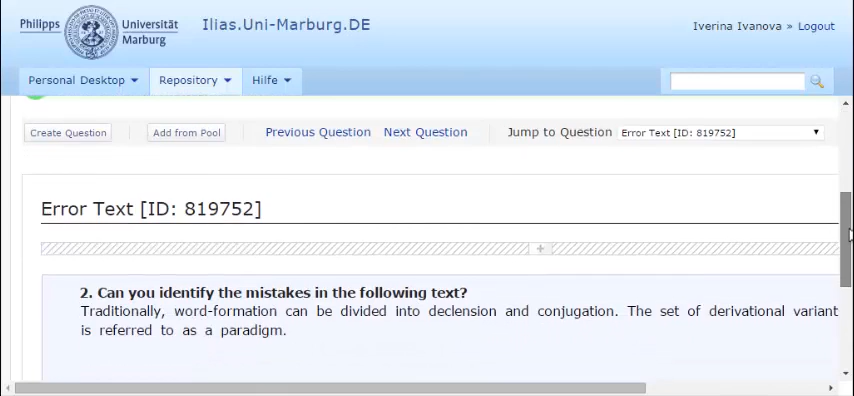 Philipps Universität Marburg
Ilias.Uni-Marburg.DE
Iverina Ivanova » Logout
Personal Desktop Repository Hilfe
Create Question Add from Pool Previous Question Next Question Jump to Question Error Text [ID: 819752]
Error Text [ID: 819752]
+
2. Can you identify the mistakes in the following text?
Traditionally, word-formation can be divided into declension and conjugation. The set of derivational variant
is referred to as a paradigm.